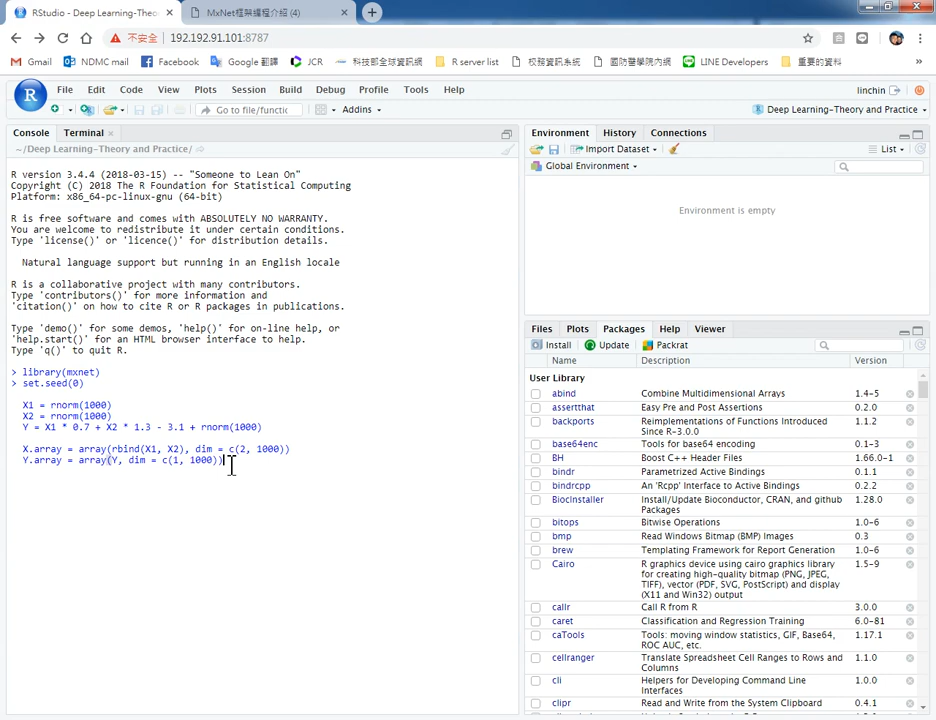 RStudio - Deep Learning-Theo
MxNet框架編程介紹 (4)
不安全
192.192.91.101:8787
Gmail
NDMC mail
Facebook
Google 翻譯
JCR
科技部全球資訊網
R server list
校務資訊系統
國防醫學院內網
LINE Developers
重要的資料
»
R
File Edit Code View Plots Session Build Debug Profile Tools Help
linchin
Go to file/functic
Addins
Deep Learning-Theory and Practice
Console Terminal
~/Deep Learning-Theory and Practice/
R version 3.4.4 (2018-03-15) -- "Someone to Lean On"
Copyright (C) 2018 The R Foundation for Statistical Computing
Platform: x86_64-pc-linux-gnu (64-bit)
R is free software and comes with ABSOLUTELY NO WARRANTY.
You are welcome to redistribute it under certain conditions.
Type 'license()' or 'licence()' for distribution details.
Natural language support but running in an English locale
R is a collaborative project with many contributors.
Type 'contributors()' for more information and
'citation()' on how to cite R or R packages in publications.
Type 'demo()' for some demos, 'help()' for on-line help, or
'help.start()' for an HTML browser interface to help.
Type 'q()' to quit R.
> library(mxnet)
> set.seed(0)
X1 = rnorm(1000)
X2 = rnorm(1000)
Y = X1 * 0.7 + X2 * 1.3 - 3.1 + rnorm(1000)
X.array = array(rbind(X1, X2), dim = c(2, 1000))
Y.array = array(Y, dim = c(1, 1000))
Environment History Connections
Import Dataset
List
Global Environment
Environment is empty
Files Plots Packages Help Viewer
Install Update Packrat
Name Description Version
User Library
abind Combine Multidimensional Arrays 1.4-5
assertthat Easy Pre and Post Assertions 0.2.0
backports Reimplementations of Functions Introduced Since R-3.0.0 1.1.2
base64enc Tools for base64 encoding 0.1-3
BH Boost C++ Header Files 1.66.0-1
bindr Parametrized Active Bindings 1.1
bindrcpp An 'Rcpp' Interface to Active Bindings 0.2.2
BiocInstaller Install/Update Bioconductor, CRAN, and github Packages 1.28.0
bitops Bitwise Operations 1.0-6
bmp Read Windows Bitmap (BMP) Images 0.3
brew Templating Framework for Report Generation 1.0-6
Cairo R graphics device using cairo graphics library for creating high-quality bitmap (PNG, JPEG, TIFF), vector (PDF, SVG, PostScript) and display (X11 and Win32) output 1.5-9
callr Call R from R 3.0.0
caret Classification and Regression Training 6.0-81
caTools Tools: moving window statistics, GIF, Base64, ROC AUC, etc. 1.17.1
cellranger Translate Spreadsheet Cell Ranges to Rows and Columns 1.1.0
cli Helpers for Developing Command Line Interfaces 1.0.0
clipr Read and Write from the System Clipboard 0.4.1